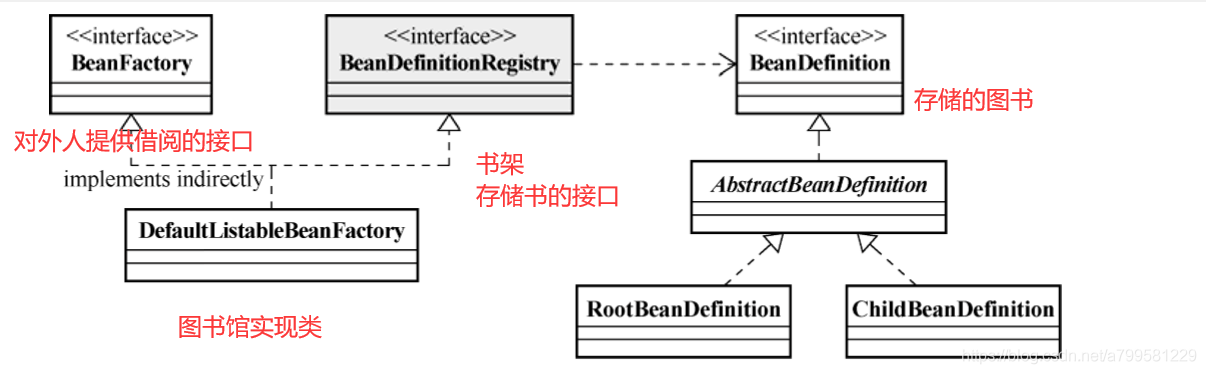 <<interface>>
BeanFactory
<<interface>>
BeanDefinitionRegistry
<<interface>>
BeanDefinition
存储的图书
对外人提供借阅的接口
implements indirectly
书架
存储书的接口
AbstractBeanDefinition
DefaultListableBeanFactory
图书馆实现类
RootBeanDefinition
ChildBeanDefinition
https://blog.csdn.net/a799581229